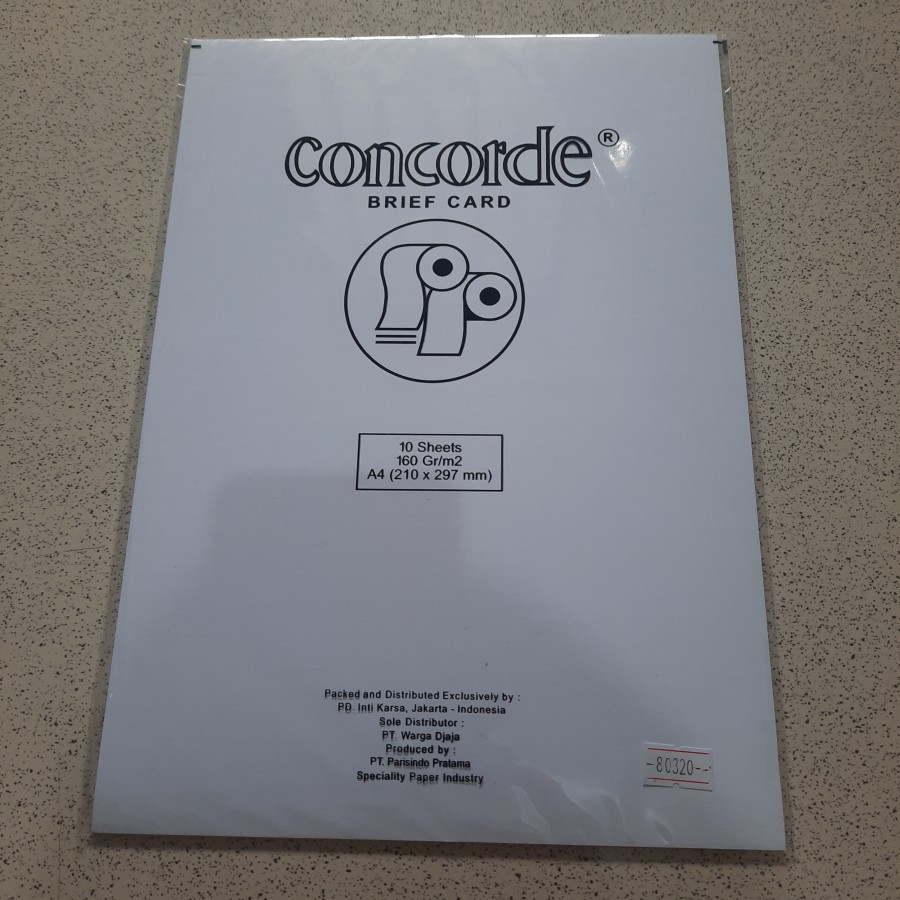 concorde®
BRIEF CARD
10 Sheets
160 Gr/m2
A4 (210 x 297 mm)
Packed and Distributed Exclusively by :
PD. Inti Karsa, Jakarta - Indonesia
Sole Distributor :
PT. Warga Djaja
Produced by :
PT. Parisindo Pratama
Speciality Paper Industry
-80320--